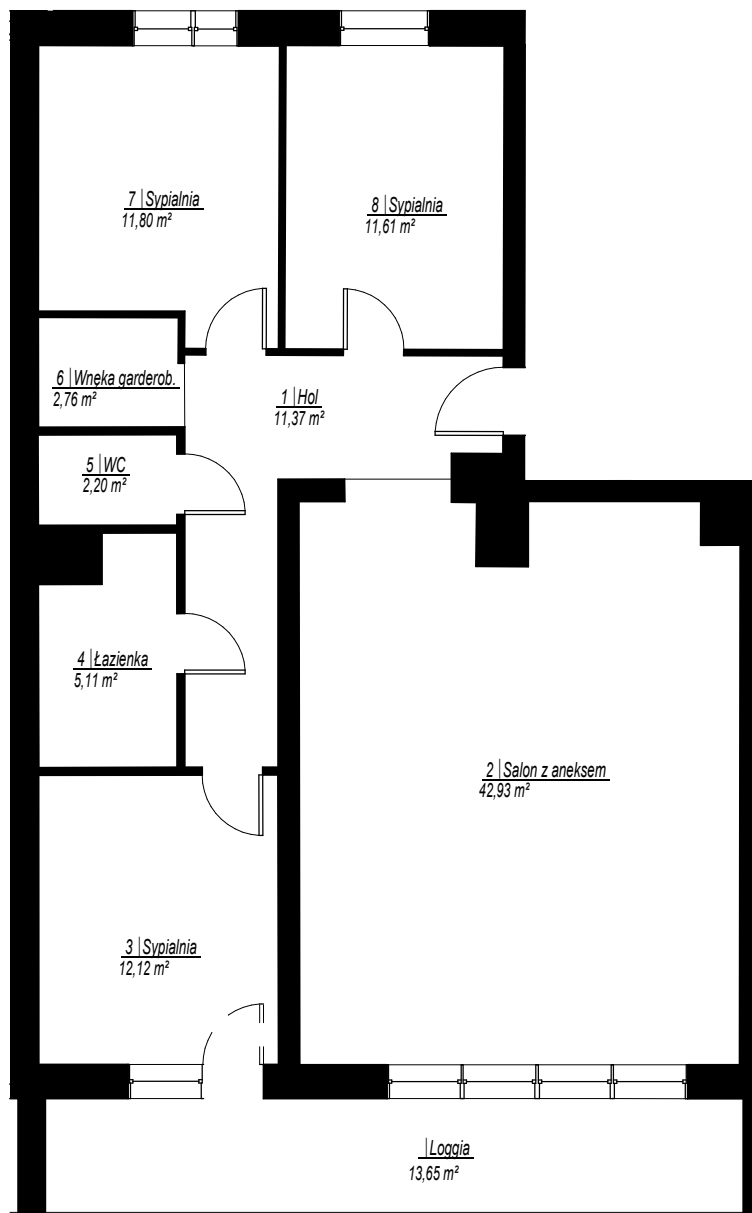 7 | Sypialnia
11,80 m²
8 | Sypialnia
11,61 m²
6 | Wnęka garderob.
2,76 m²
1 | Hol
11,37 m²
5 | WC
2,20 m²
4 | Łazienka
5,11 m²
2 | Salon z aneksem
42,93 m²
3 | Sypialnia
12,12 m²
| Loggia
13,65 m²